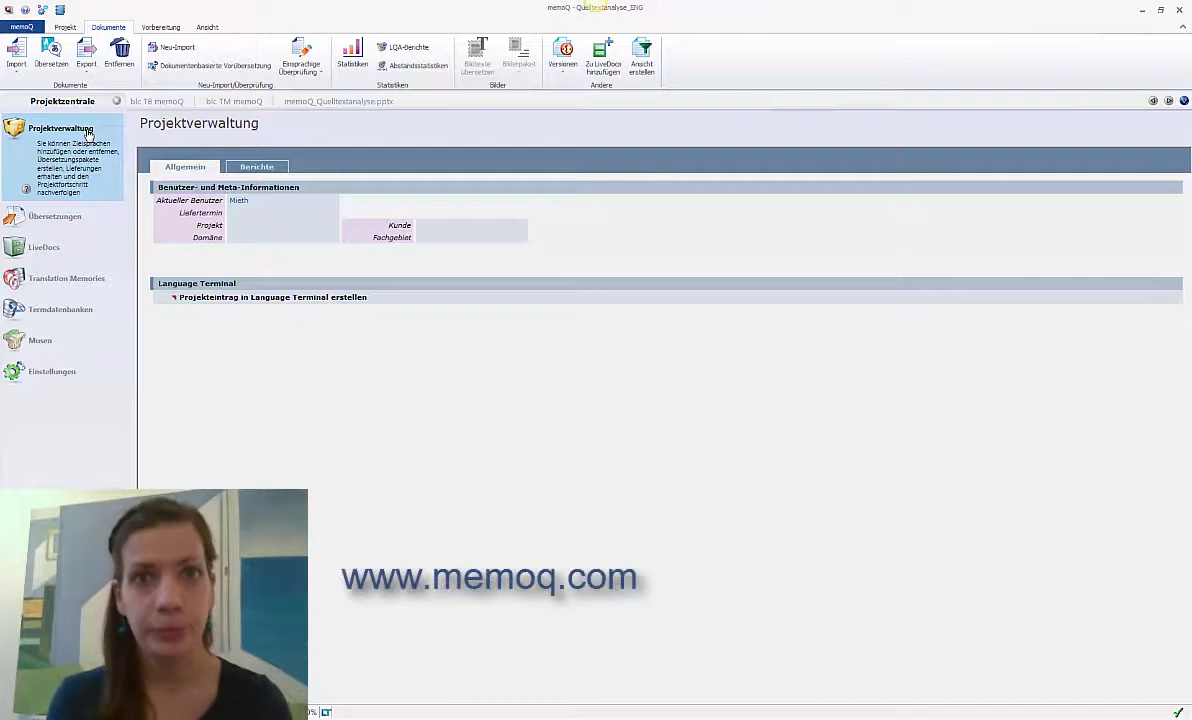 memoQ - Quelltextanalyse_ENG
memoQ Projekt Dokumente Vorbereitung Ansicht
Import Übersetzen Export Entfernen
Dokumente
Neu-Import
Dokumentenbasierte Vorübersetzung
Einsprachige Überprüfung
Neu-Import/Überprüfung
Statistiken
LQA-Berichte
Abstandsstatistiken
Statistiken
Bildtexte übersetzen
Bilderpaket
Bilder
Versionen
Zu LiveDocs hinzufügen
Ansicht erstellen
Andere
Projektzentrale blc TB memoQ blc TM memoQ memoQ_Quelltextanalyse.pptx
Projektverwaltung
Sie können Zielsprachen
hinzufügen oder entfernen,
Übersetzungspakete
erstellen, Lieferungen
erhalten und den
Projektfortschritt
nachverfolgen
Übersetzungen
LiveDocs
Translation Memories
Termdatenbanken
Musen
Einstellungen
Projektverwaltung
Allgemein Berichte
Benutzer- und Meta-Informationen
Aktueller Benutzer Mieth
Liefertermin
Projekt Kunde
Domäne Fachgebiet
Language Terminal
Projekteintrag in Language Terminal erstellen
www.memoq.com